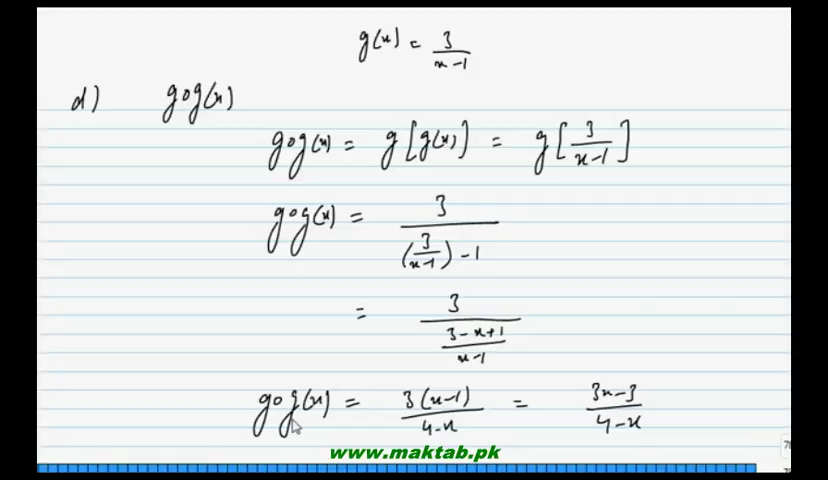 g(x) = 3/(x-1)
d) gog(x)
gog(x) = g[g(x)] = g[3/(x-1)]
gog(x) = 3/((3/(x-1)) - 1)
= 3/((3-x+1)/(x-1))
gog(x) = 3(x-1)/(4-x) = (3x-3)/(4-x)
www.maktab.pk